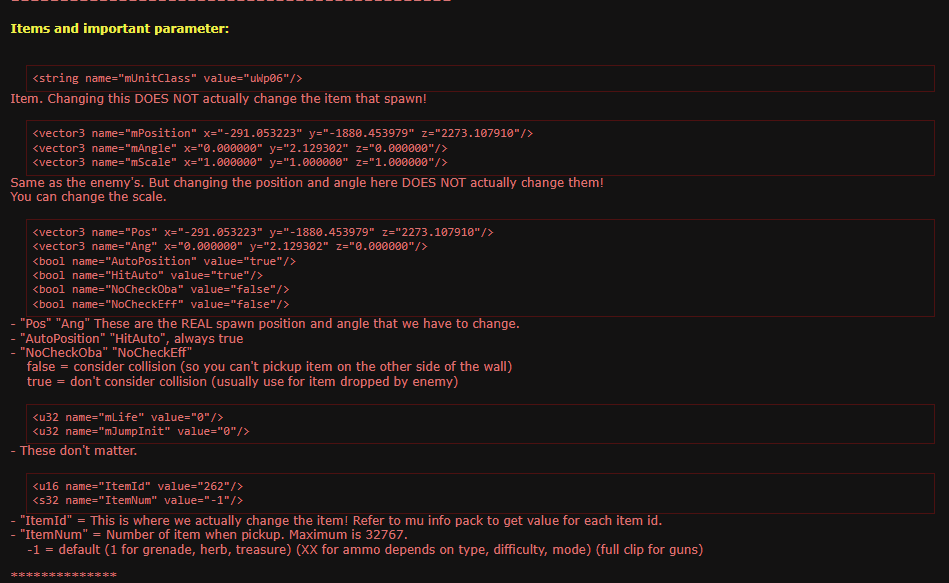 Items and important parameter:
<string name="mUnitClass" value="uWp06"/>
Item. Changing this DOES NOT actually change the item that spawn!
<vector3 name="mPosition" x="-291.053223" y="-1880.453979" z="2273.107910"/>
<vector3 name="mAngle" x="0.000000" y="2.129302" z="0.000000"/>
<vector3 name="mScale" x="1.000000" y="1.000000" z="1.000000"/>
Same as the enemy's. But changing the position and angle here DOES NOT actually change them!
You can change the scale.
<vector3 name="Pos" x="-291.053223" y="-1880.453979" z="2273.107910"/>
<vector3 name="Ang" x="0.000000" y="2.129302" z="0.000000"/>
<bool name="AutoPosition" value="true"/>
<bool name="HitAuto" value="true"/>
<bool name="NoCheckOba" value="false"/>
<bool name="NoCheckEff" value="false"/>
- "Pos" "Ang" These are the REAL spawn position and angle that we have to change.
- "AutoPosition" "HitAuto", always true
- "NoCheckOba" "NoCheckEff"
false = consider collision (so you can't pickup item on the other side of the wall)
true = don't consider collision (usually use for item dropped by enemy)
<u32 name="mLife" value="0"/>
<u32 name="mJumpInit" value="0"/>
- These don't matter.
<u16 name="ItemId" value="262"/>
<s32 name="ItemNum" value="-1"/>
- "ItemId" = This is where we actually change the item! Refer to mu info pack to get value for each item id.
- "ItemNum" = Number of item when pickup. Maximum is 32767.
-1 = default (1 for grenade, herb, treasure) (XX for ammo depends on type, difficulty, mode) (full clip for guns)
**************